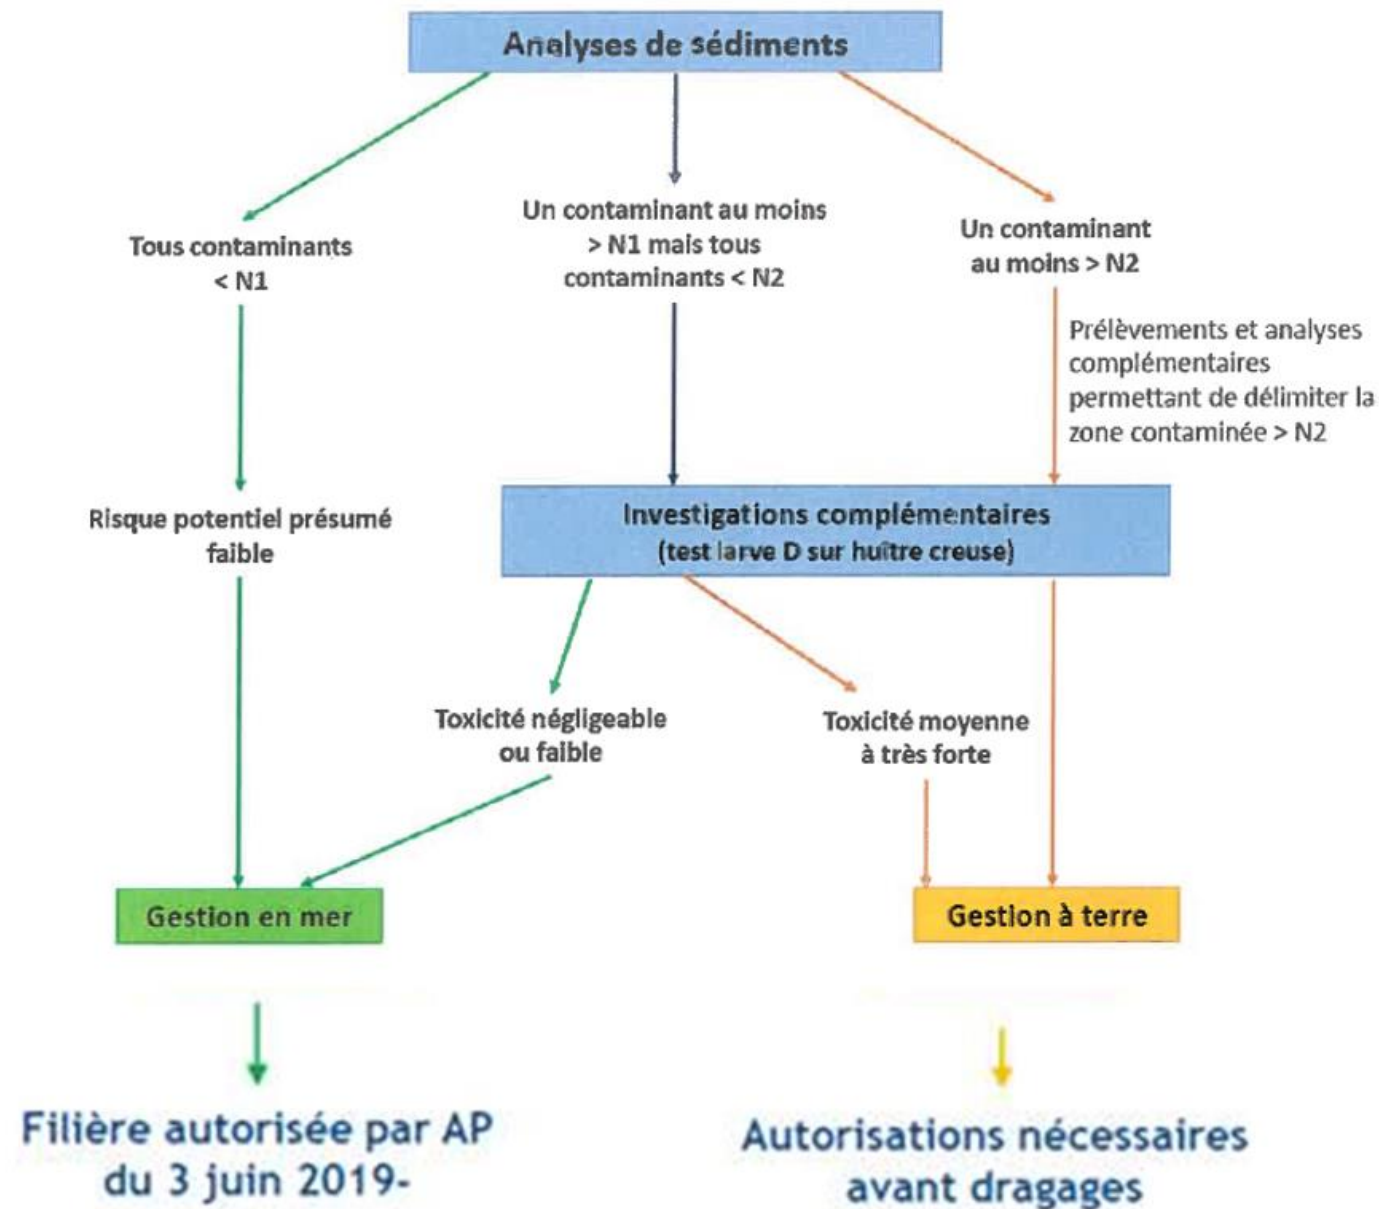 Analyses de sédiments
Tous contaminants
< N1
Un contaminant au moins
> N1 mais tous
contaminants < N2
Un contaminant
au moins > N2
Prélèvements et analyses
complémentaires
permettant de délimiter la
zone contaminée > N2
Risque potentiel présumé
faible
Investigations complémentaires
(test larve D sur huître creuse)
Toxicité négligeable
ou faible
Toxicité moyenne
à très forte
Gestion en mer
Gestion à terre
Filière autorisée par AP
du 3 juin 2019-
Autorisations nécessaires
avant dragages